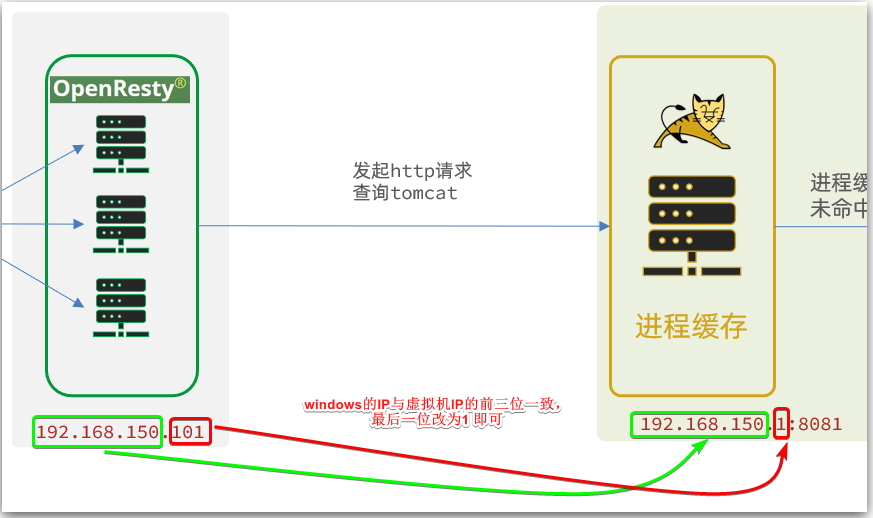 OpenResty®
发起http请求
查询tomcat
进程缓
未命中
进程缓存
windows的IP与虚拟机IP的前三位一致，
最后一位改为1 即可
192.168.150.101
192.168.150.1:8081